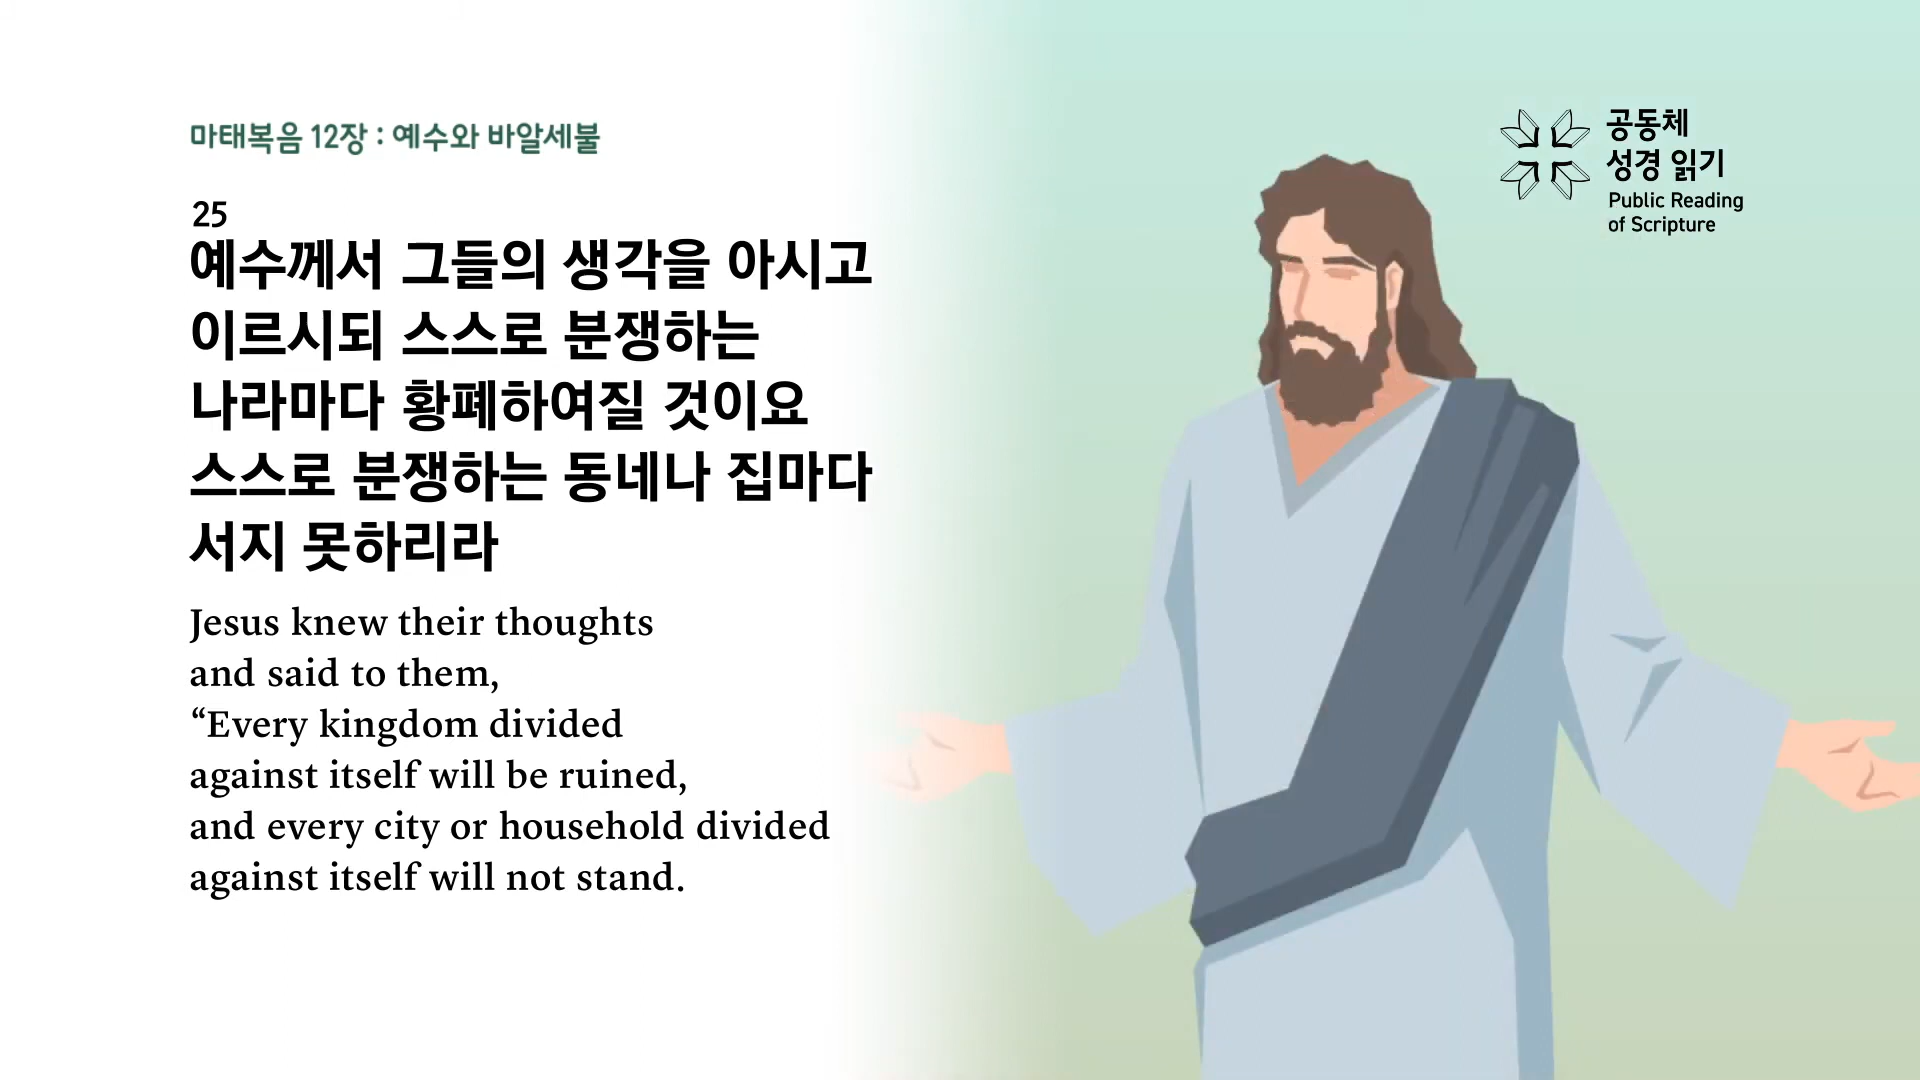 마태복음 12장 : 예수와 바알세불
25
예수께서 그들의 생각을 아시고
이르시되 스스로 분쟁하는
나라마다 황폐하여질 것이요
스스로 분쟁하는 동네나 집마다
서지 못하리라
Jesus knew their thoughts
and said to them,
“Every kingdom divided
against itself will be ruined,
and every city or household divided
against itself will not stand.
공동체
성경 읽기
Public Reading
of Scripture